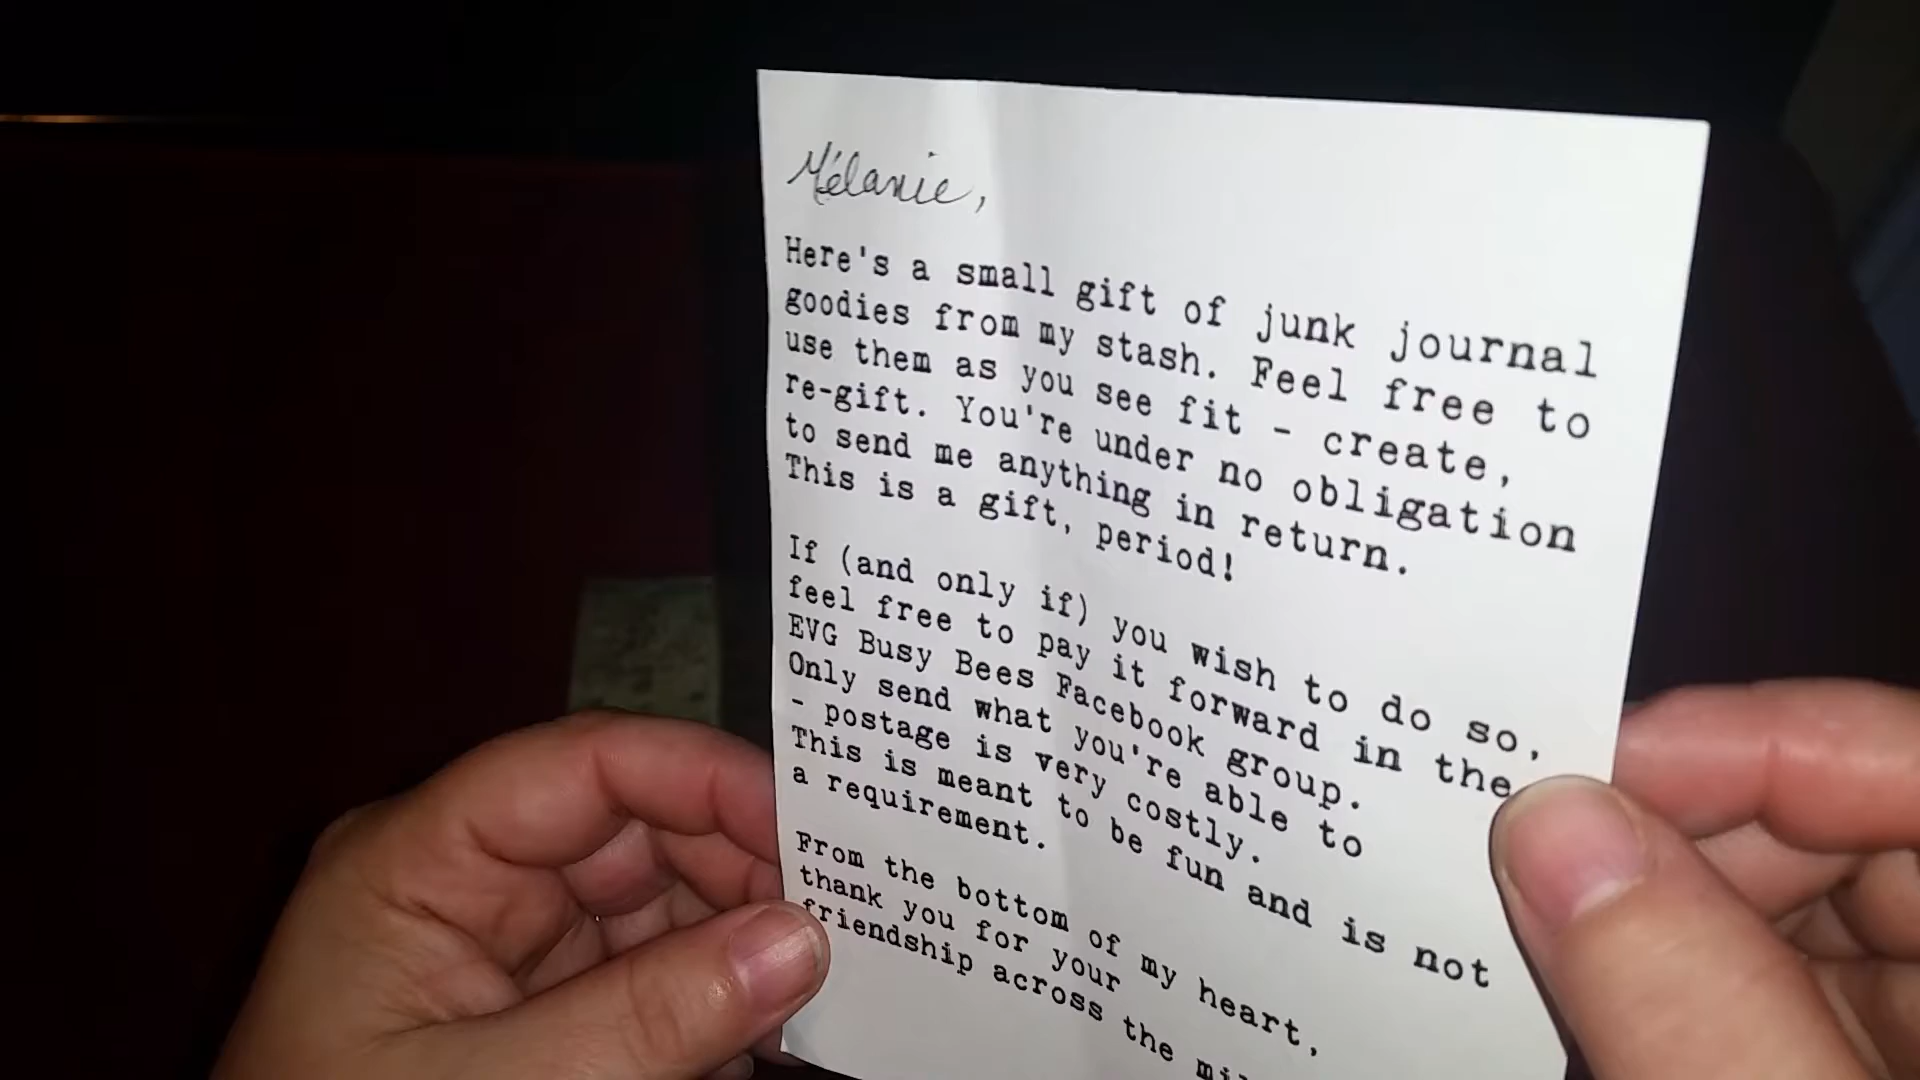 Mélanie,
Here's a small gift of junk journal
goodies from my stash. Feel free to
use them as you see fit - create,
re-gift. You're under no obligation
to send me anything in return.
This is a gift, period!
If (and only if) you wish to do so,
feel free to pay it forward in the
EVG Busy Bees Facebook group.
Only send what you're able to
- postage is very costly.
This is meant to be fun and is not
a requirement.
From the bottom of my heart,
thank you for your
friendship across the